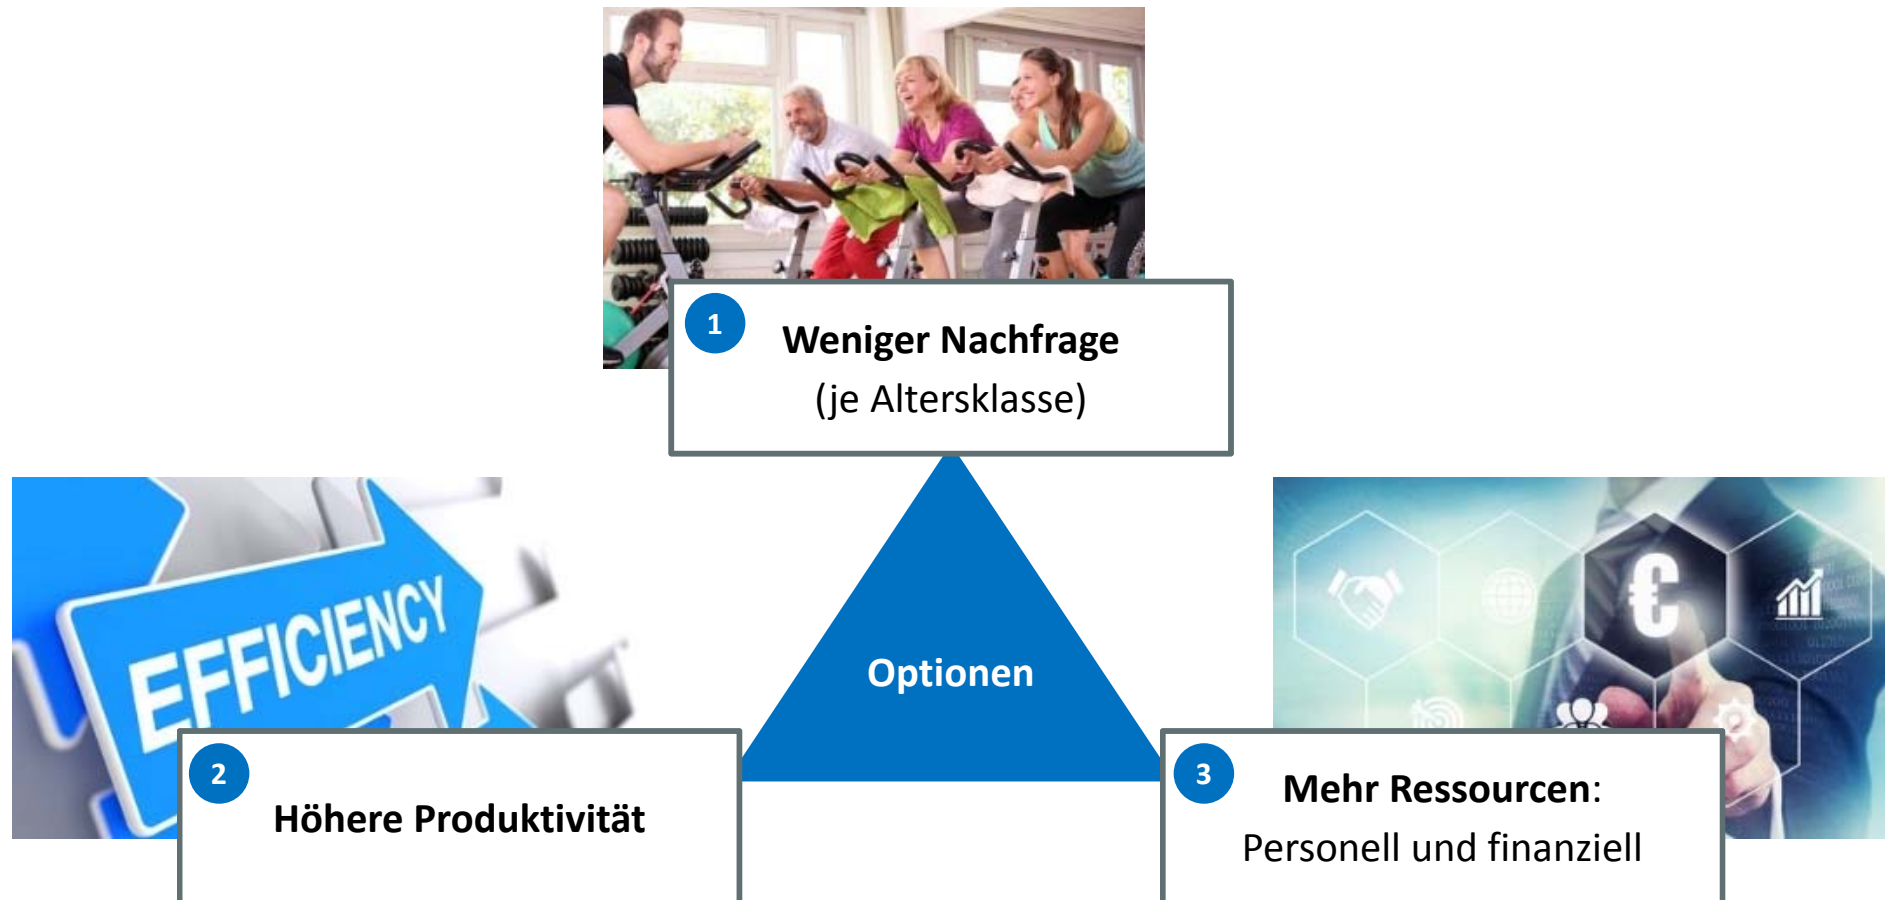 1
Weniger Nachfrage
(je Altersklasse)
EFFICIENCY
Optionen
2
Höhere Produktivität
3
Mehr Ressourcen:
Personell und finanziell